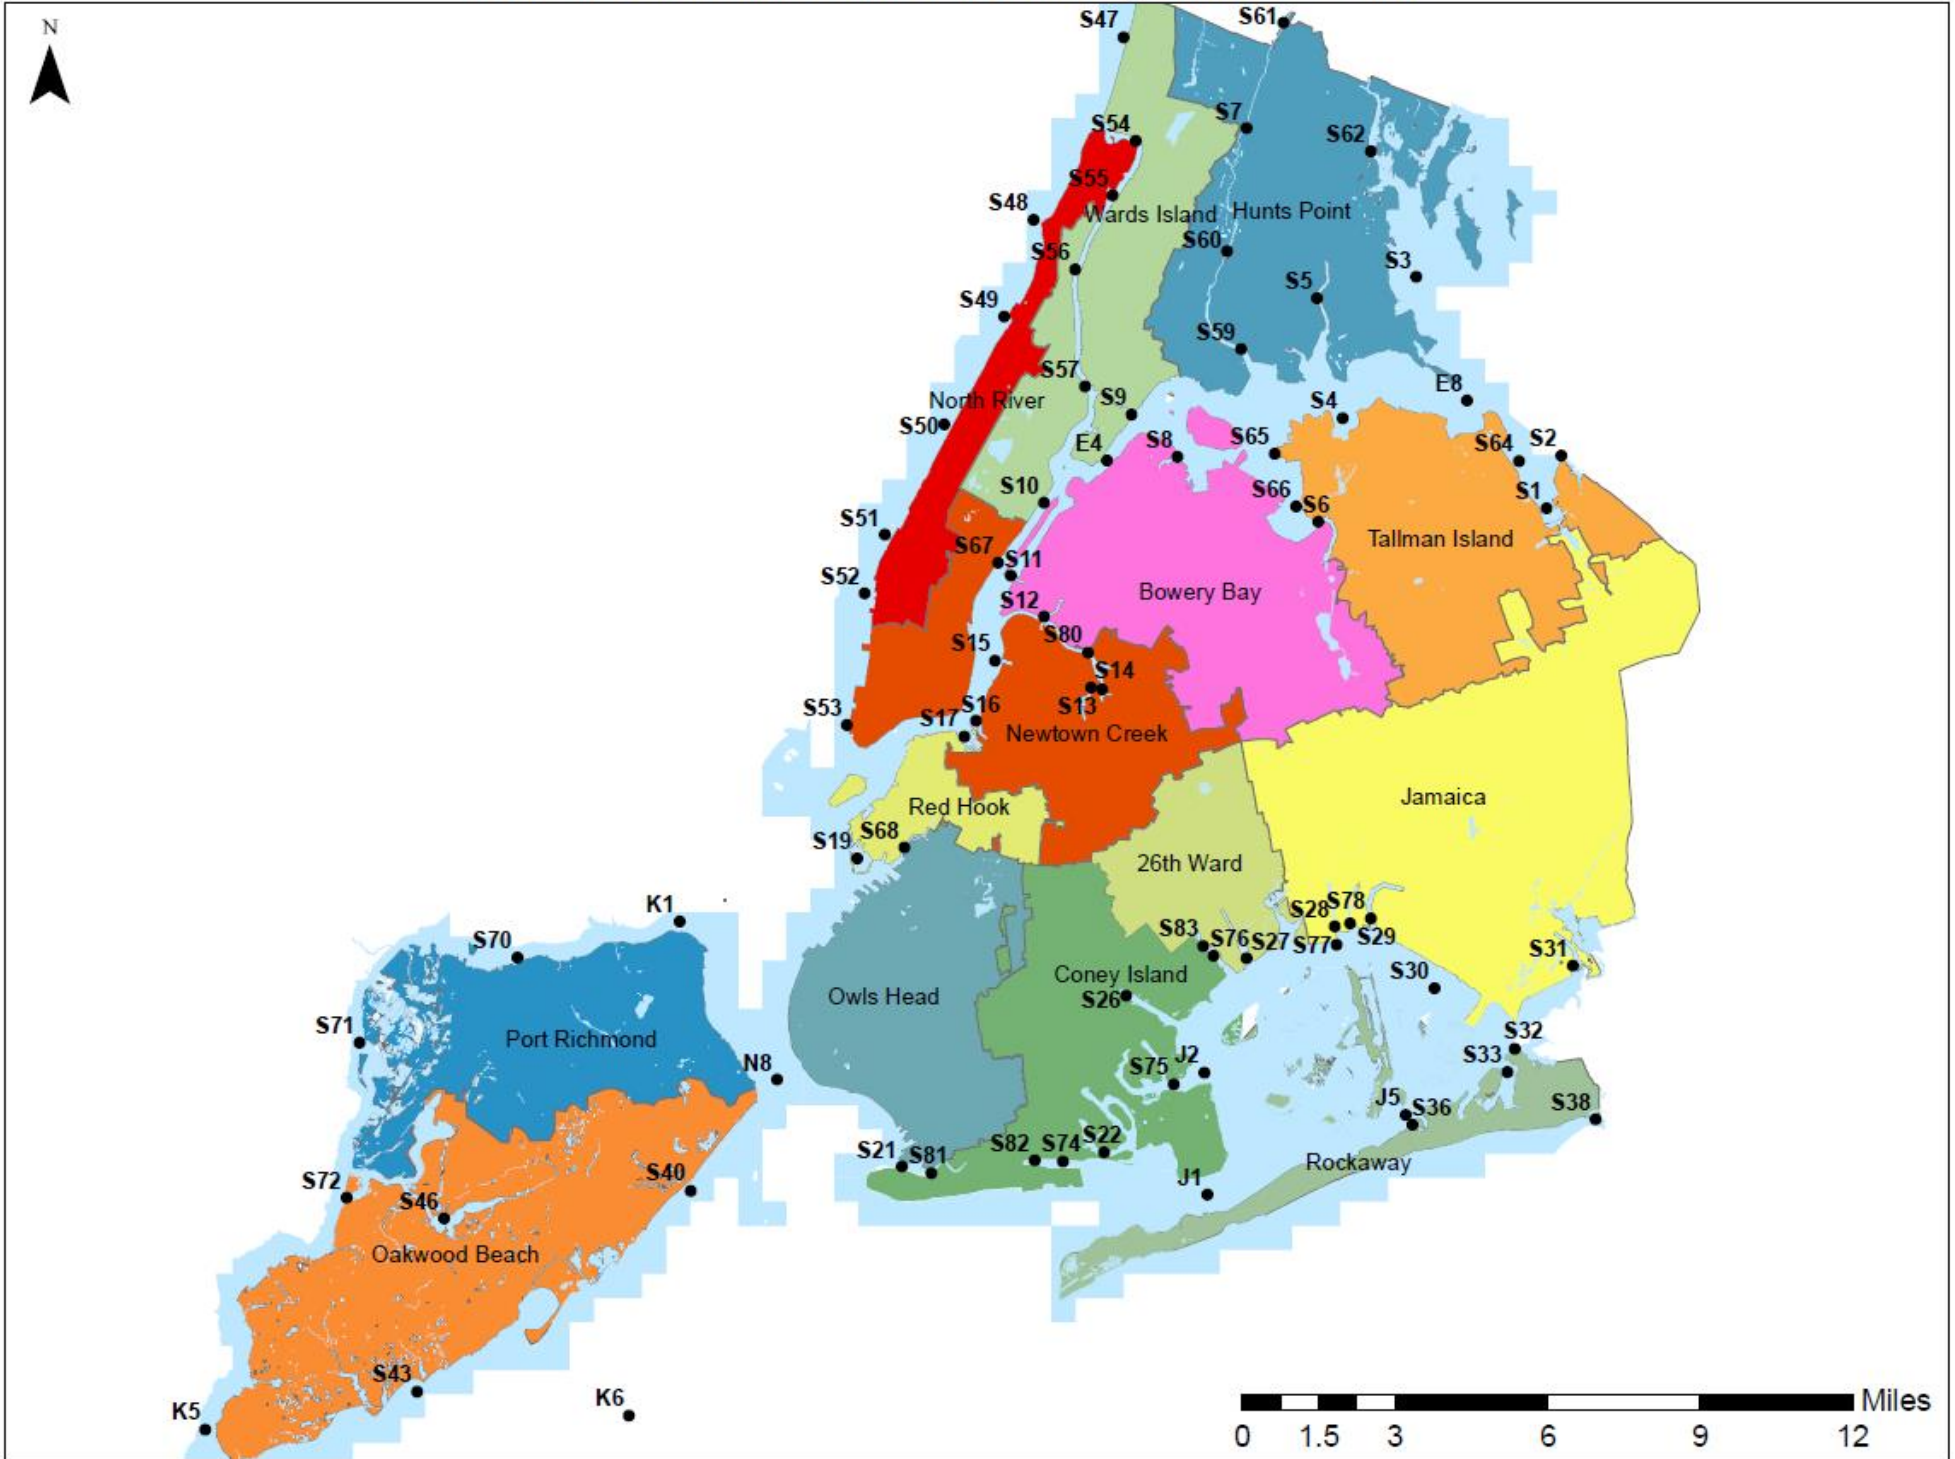 N
S47
S61
S7
S54
S62
S55
S48
Wards Island
Hunts Point
S60
S56
S3
S5
S49
S59
S57
E8
S9
North River
S4
S50
E4
S8
S65
S64
S2
S10
S66
S6
S1
S51
Tallman Island
S67
S11
S52
Bowery Bay
S12
S80
S15
S14
S13
S16
S53
S17
Newtown Creek
Jamaica
Red Hook
S68
S19
26th Ward
K1
S28
S78
S83
S76
S27
S77
S29
S70
S31
Coney Island
S30
S26
Owls Head
S71
Port Richmond
S32
N8
J2
S33
S75
J5
S36
S38
S82
S74
S22
S21
S81
Rockaway
S72
S40
J1
S46
Oakwood Beach
S43
K6
K5
Miles
0 1.5 3 6 9 12